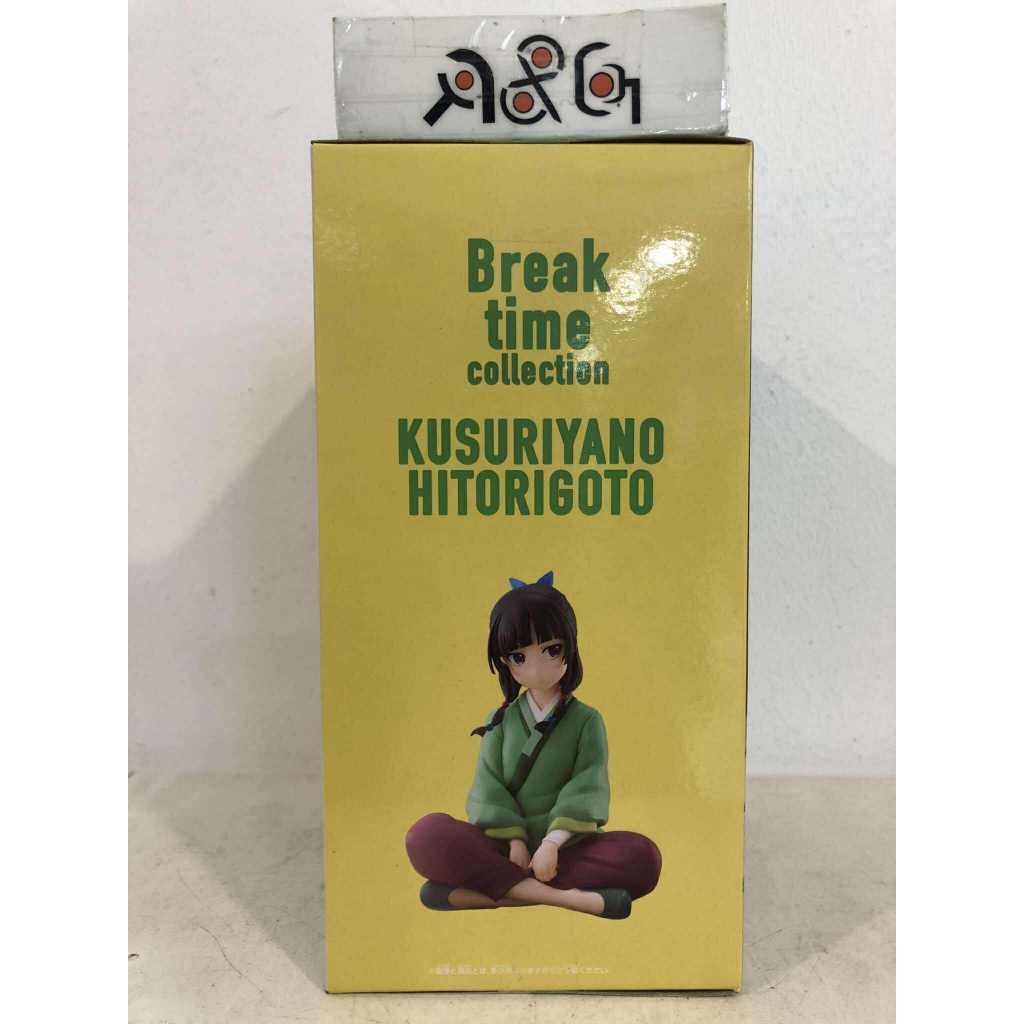 Break
time
collection
KUSURIYANO
HITORIGOTO